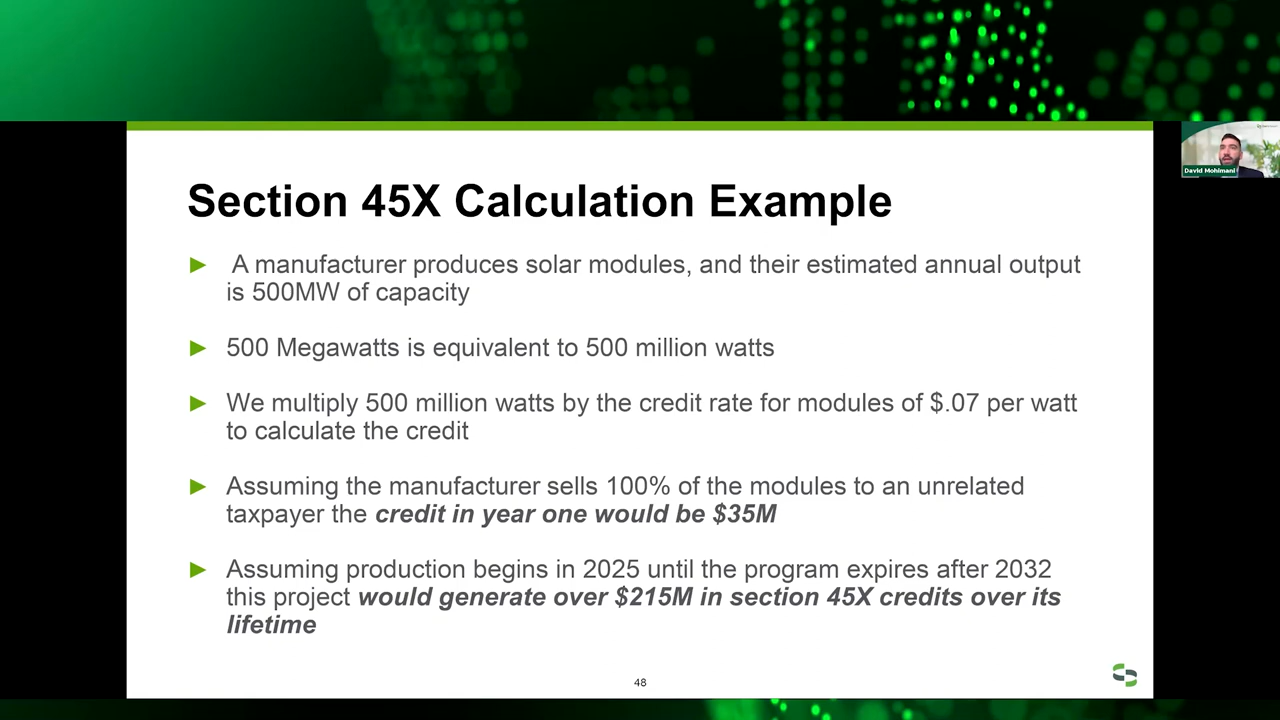 Section 45X Calculation Example
► A manufacturer produces solar modules, and their estimated annual output
is 500MW of capacity
► 500 Megawatts is equivalent to 500 million watts
► We multiply 500 million watts by the credit rate for modules of $.07 per watt
to calculate the credit
► Assuming the manufacturer sells 100% of the modules to an unrelated
taxpayer the credit in year one would be $35M
► Assuming production begins in 2025 until the program expires after 2032
this project would generate over $215M in section 45X credits over its
lifetime
48
David Mohimani